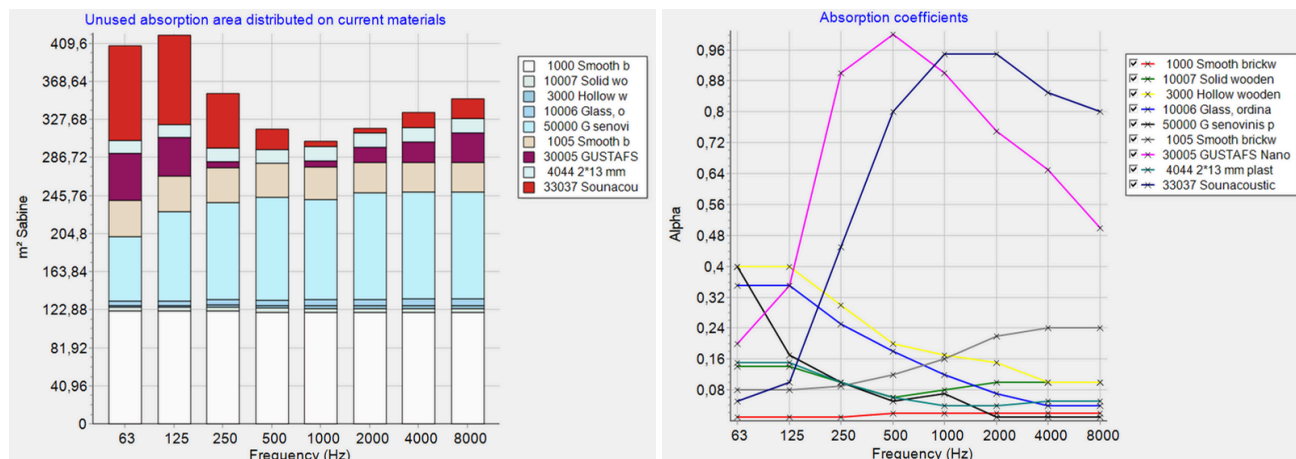 Unused absorption area distributed on current materials
409,6
368,64
327,68
286,72
245,76
204,8
163,84
122,88
81,92
40,96
0
m² Sabine
63 125 250 500 1000 2000 4000 8000
Frequency (Hz)
1000 Smooth b
10007 Solid wo
3000 Hollow w
10006 Glass, o
50000 G senovi
1005 Smooth b
30005 GUSTAFS
4044 2*13 mm
33037 Sounacou
Absorption coefficients
0,96
0,88
0,8
0,72
0,64
0,56
0,48
0,4
0,32
0,24
0,16
0,08
Alpha
63 125 250 500 1000 2000 4000 8000
Frequency (Hz)
1000 Smooth brickw
10007 Solid wooden
3000 Hollow wooden
10006 Glass, ordina
50000 G senovinis p
1005 Smooth brickw
30005 GUSTAFS Nano
4044 2*13 mm plast
33037 Sounacoustic